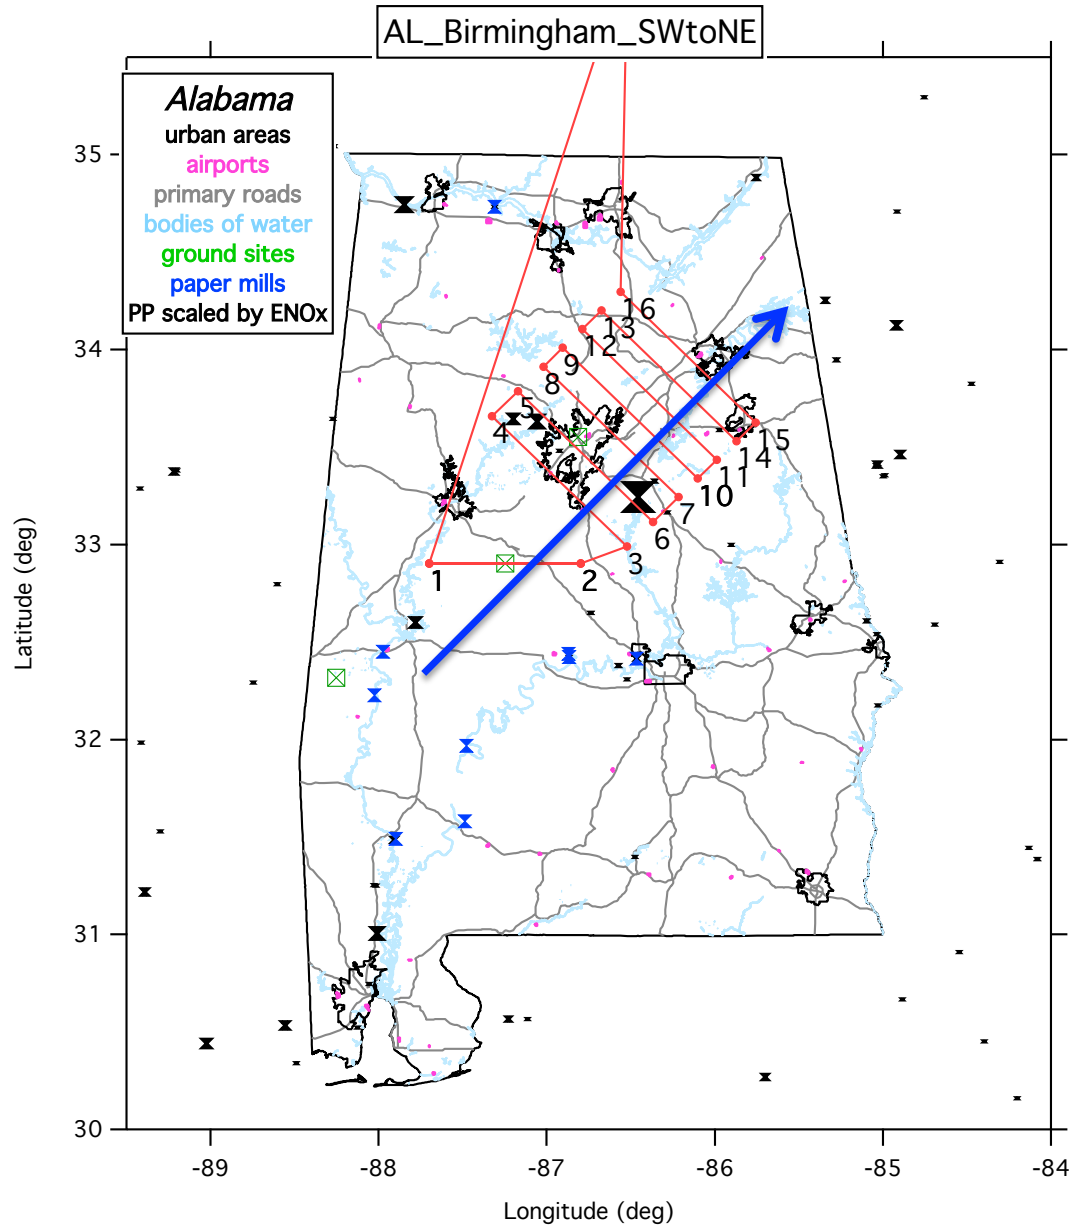 AL_Birmingham_SWtoNE
Alabama
urban areas
airports
primary roads
bodies of water
ground sites
paper mills
PP scaled by ENOx
35
34
33
32
31
30
Latitude (deg)
16
13
12
9
8
5
4
15
14
11
10
7
6
3
1
2
-89
-88
-87
-86
-85
-84
Longitude (deg)